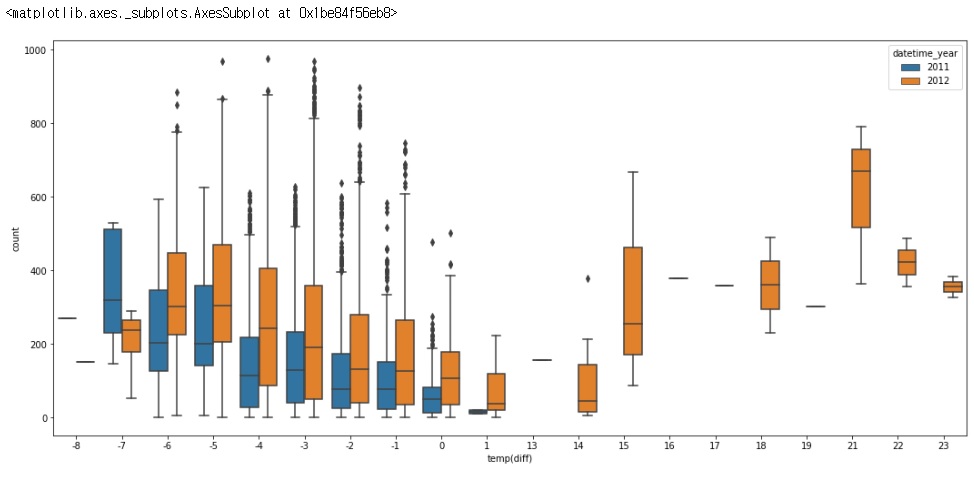 <matplotlib.axes._subplots.AxesSubplot at 0x1be84f56eb8>
datetime_year
2011
2012
1000
800
600
400
200
0
count
-8 -7 -6 -5 -4 -3 -2 -1 0 1 13 14 15 16 17 18 19 21 22 23
temp(diff)